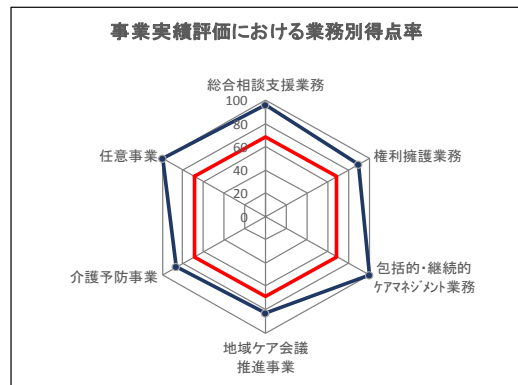 事業実績評価における業務別得点率
総合相談支援業務
100
80
60
40
20
0
権利擁護業務
包括的・継続的
ケアマネジメント業務
地域ケア会議
推進事業
介護予防事業
任意事業